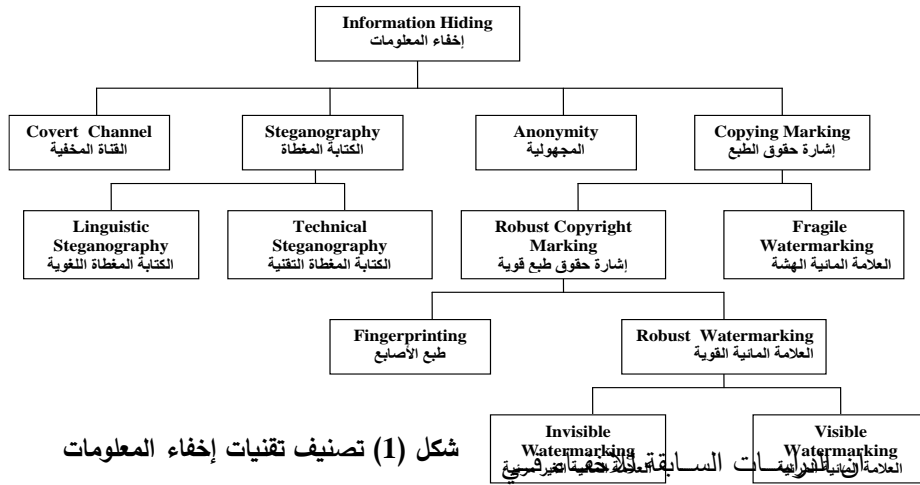 Information Hiding
إخفاء المعلومات
Covert Channel
القناة المخفية
Steganography
الكتابة المغطاة
Anonymity
المجهولية
Copying Marking
إشارة حقوق الطبع
Linguistic
Steganography
الكتابة المغطاة اللغوية
Technical
Steganography
الكتابة المغطاة التقنية
Robust Copyright
Marking
إشارة حقوق طبع قوية
Fragile
Watermarking
العلامة المائية الهشة
Fingerprinting
طبع الأصابع
Robust Watermarking
العلامة المائية القوية
Invisible
Watermarking
Visible
Watermarking
شكل (1) تصنيف تقنيات إخفاء المعلومات
السابقة
في